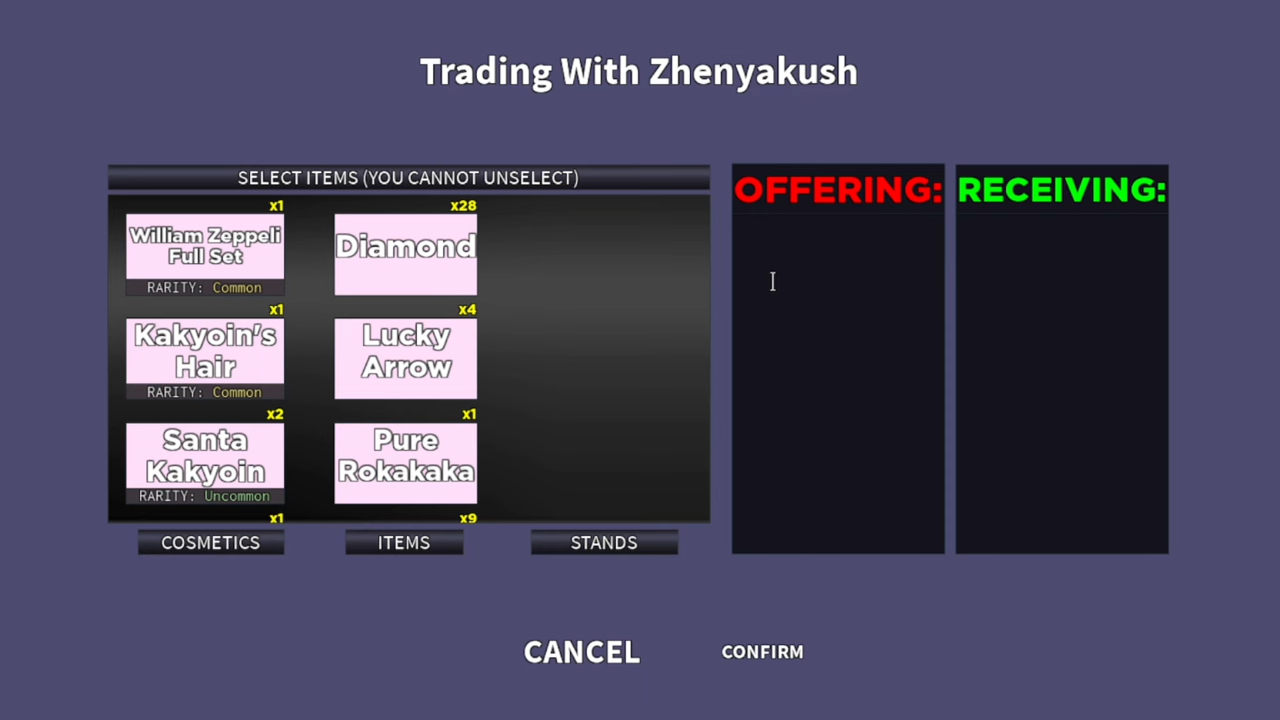 Trading With Zhenyakush
SELECT ITEMS (YOU CANNOT UNSELECT)
OFFERING:
RECEIVING:
x1
William Zeppeli
Full Set
RARITY: Common
x28
Diamond
x1
Kakyoin's
Hair
RARITY: Common
x4
Lucky
Arrow
x2
Santa
Kakyoin
RARITY: Uncommon
x1
Pure
Rokakaka
x1
x9
COSMETICS
ITEMS
STANDS
CANCEL
CONFIRM